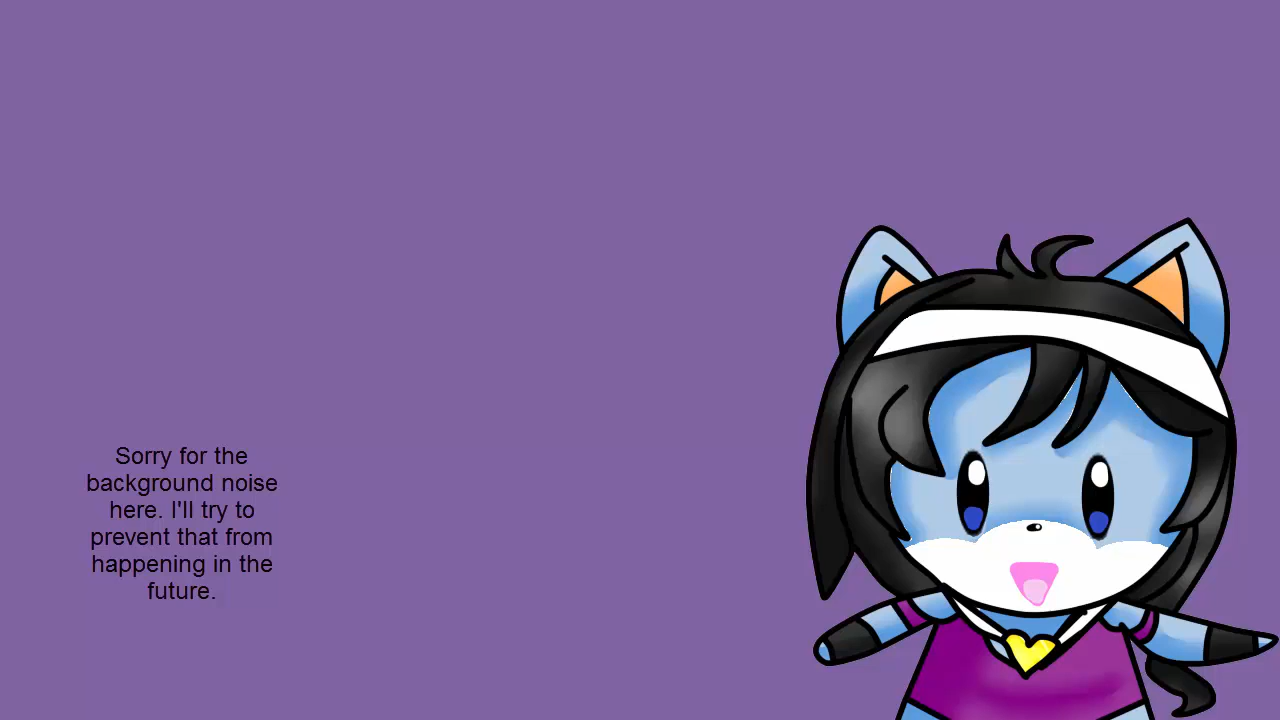 Sorry for the
background noise
here. I'll try to
prevent that from
happening in the
future.